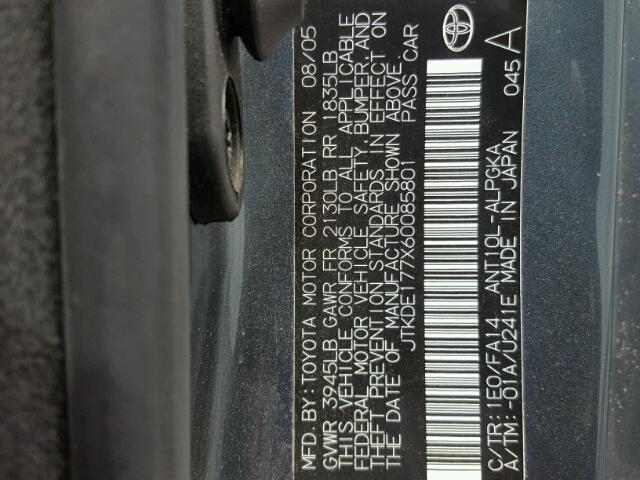 MFD. BY: TOYOTA MOTOR CORPORATION 08/05
GVWR 3945LB GAWR FR 2130LB RR 1835LB
THIS VEHICLE CONFORMS TO ALL APPLICABLE
FEDERAL MOTOR VEHICLE SAFETY, BUMPER, AND
THEFT PREVENTION STANDARDS IN EFFECT ON
THE DATE OF MANUFACTURE SHOWN ABOVE.
JTKDE177X60085801 PASS CAR
C/TR: 1E0/FA14 ANT10L-ALPGKA 045 A
A/TM: -01A/U241E MADE IN JAPAN